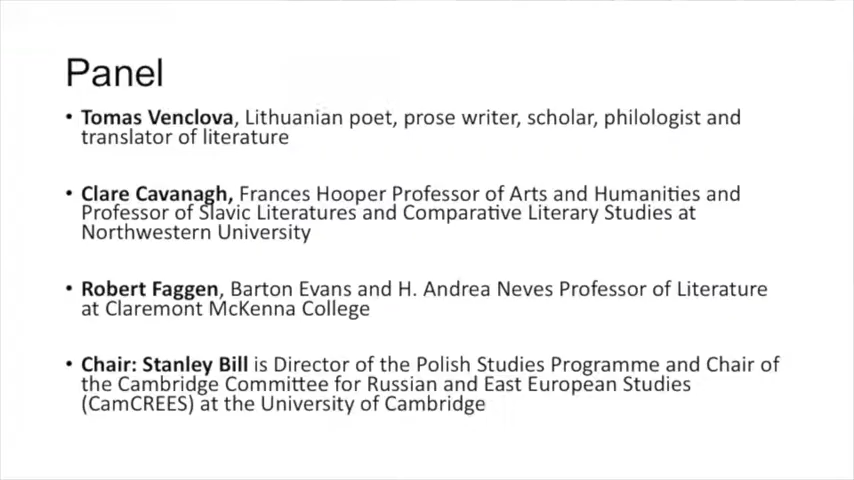 Panel
• Tomas Venclova, Lithuanian poet, prose writer, scholar, philologist and
translator of literature
• Clare Cavanagh, Frances Hooper Professor of Arts and Humanities and
Professor of Slavic Literatures and Comparative Literary Studies at
Northwestern University
• Robert Faggen, Barton Evans and H. Andrea Neves Professor of Literature
at Claremont McKenna College
• Chair: Stanley Bill is Director of the Polish Studies Programme and Chair of
the Cambridge Committee for Russian and East European Studies
(CamCREES) at the University of Cambridge